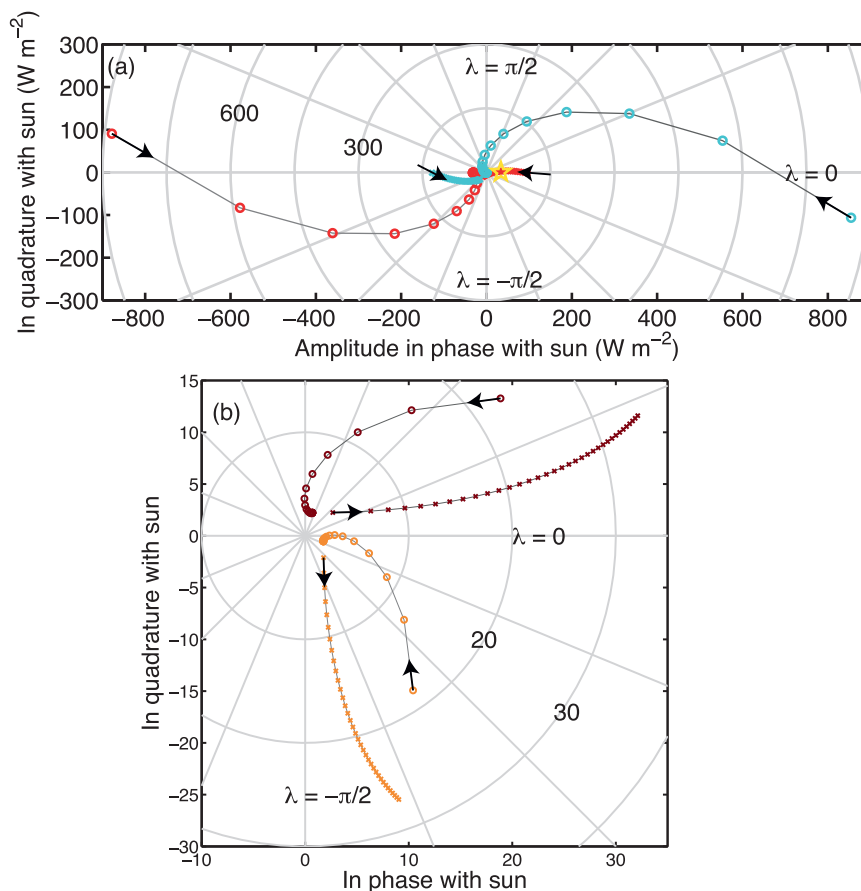 (a)
In quadrature with sun (W m⁻²)
300
200
100
0
−100
−200
−300
600
300
λ = π/2
λ = 0
λ = −π/2
−800 −600 −400 −200 0 200 400 600 800
Amplitude in phase with sun (W m⁻²)
(b)
In quadrature with sun
15
10
5
0
−5
−10
−15
−20
−25
−30
λ = 0
20
30
λ = −π/2
−10 0 10 20 30
In phase with sun